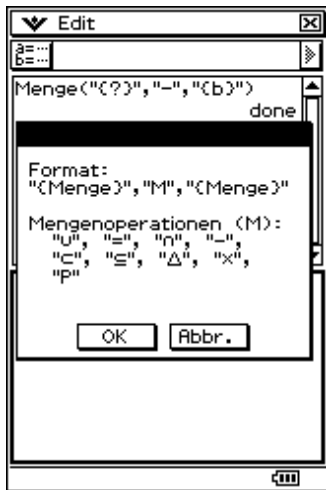 Edit
Menge("{?}","-","{b}")
done
Format:
"{Menge}","M","{Menge}"
Mengenoperationen (M):
"∪", "=", "∩", "-",
"⊂", "⊆", "△", "×",
"P"
OK Abbr.